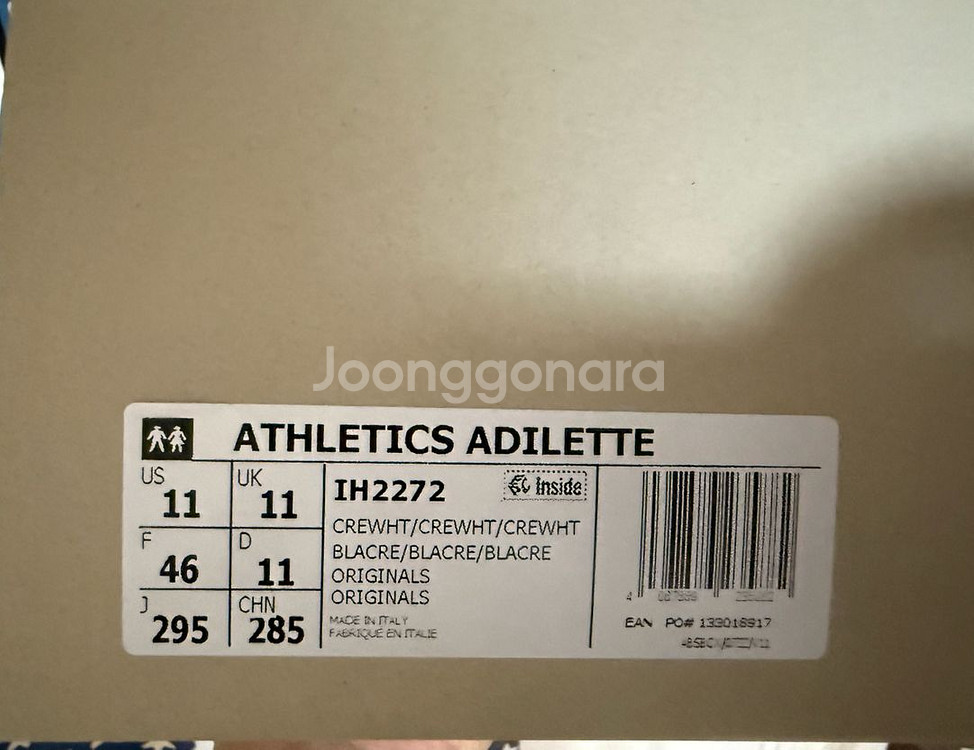 Joonggonara
ATHLETICS ADILETTE
US 11
UK 11
F 46
D 11
J 295
CHN 285
IH2272
Inside
CREWHT/CREWHT/CREWHT
BLACRE/BLACRE/BLACRE
ORIGINALS
ORIGINALS
MADE IN ITALY
FABRIQUÉ EN ITALIE
4
EAN PO# 133018917